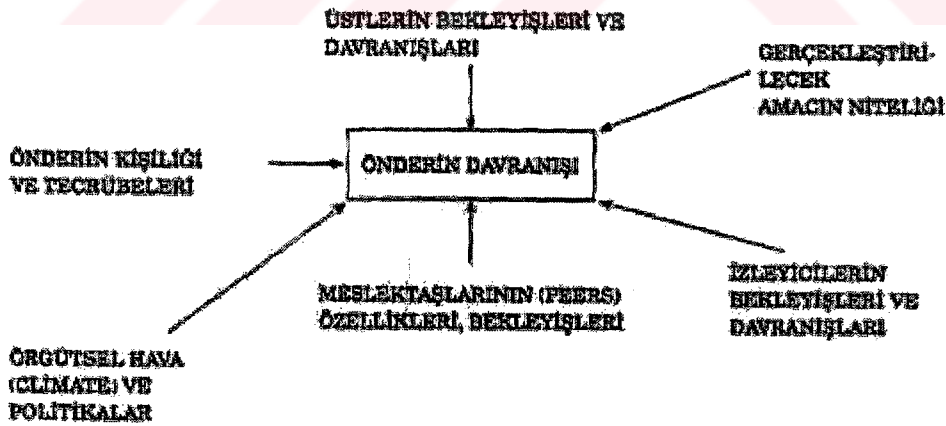 ÜSTLERİN BEKLEYİŞLERİ VE
DAVRANIŞLARI
GERÇEKLEŞTİRİ-
LECEK
AMACIN NİTELİĞİ
ÖNDERİN KİŞİLİĞİ
VE TECRÜBELERİ
ÖNDERİN DAVRANIŞI
MESLEKTAŞLARININ (PEERS)
ÖZELLİKLERİ, BEKLEYİŞLERİ
İZLEYİCİLERİN
BEKLEYİŞLERİ VE
DAVRANIŞLARI
ÖRGÜTSEL HAVA
(CLİMATE) VE
POLİTİKALAR